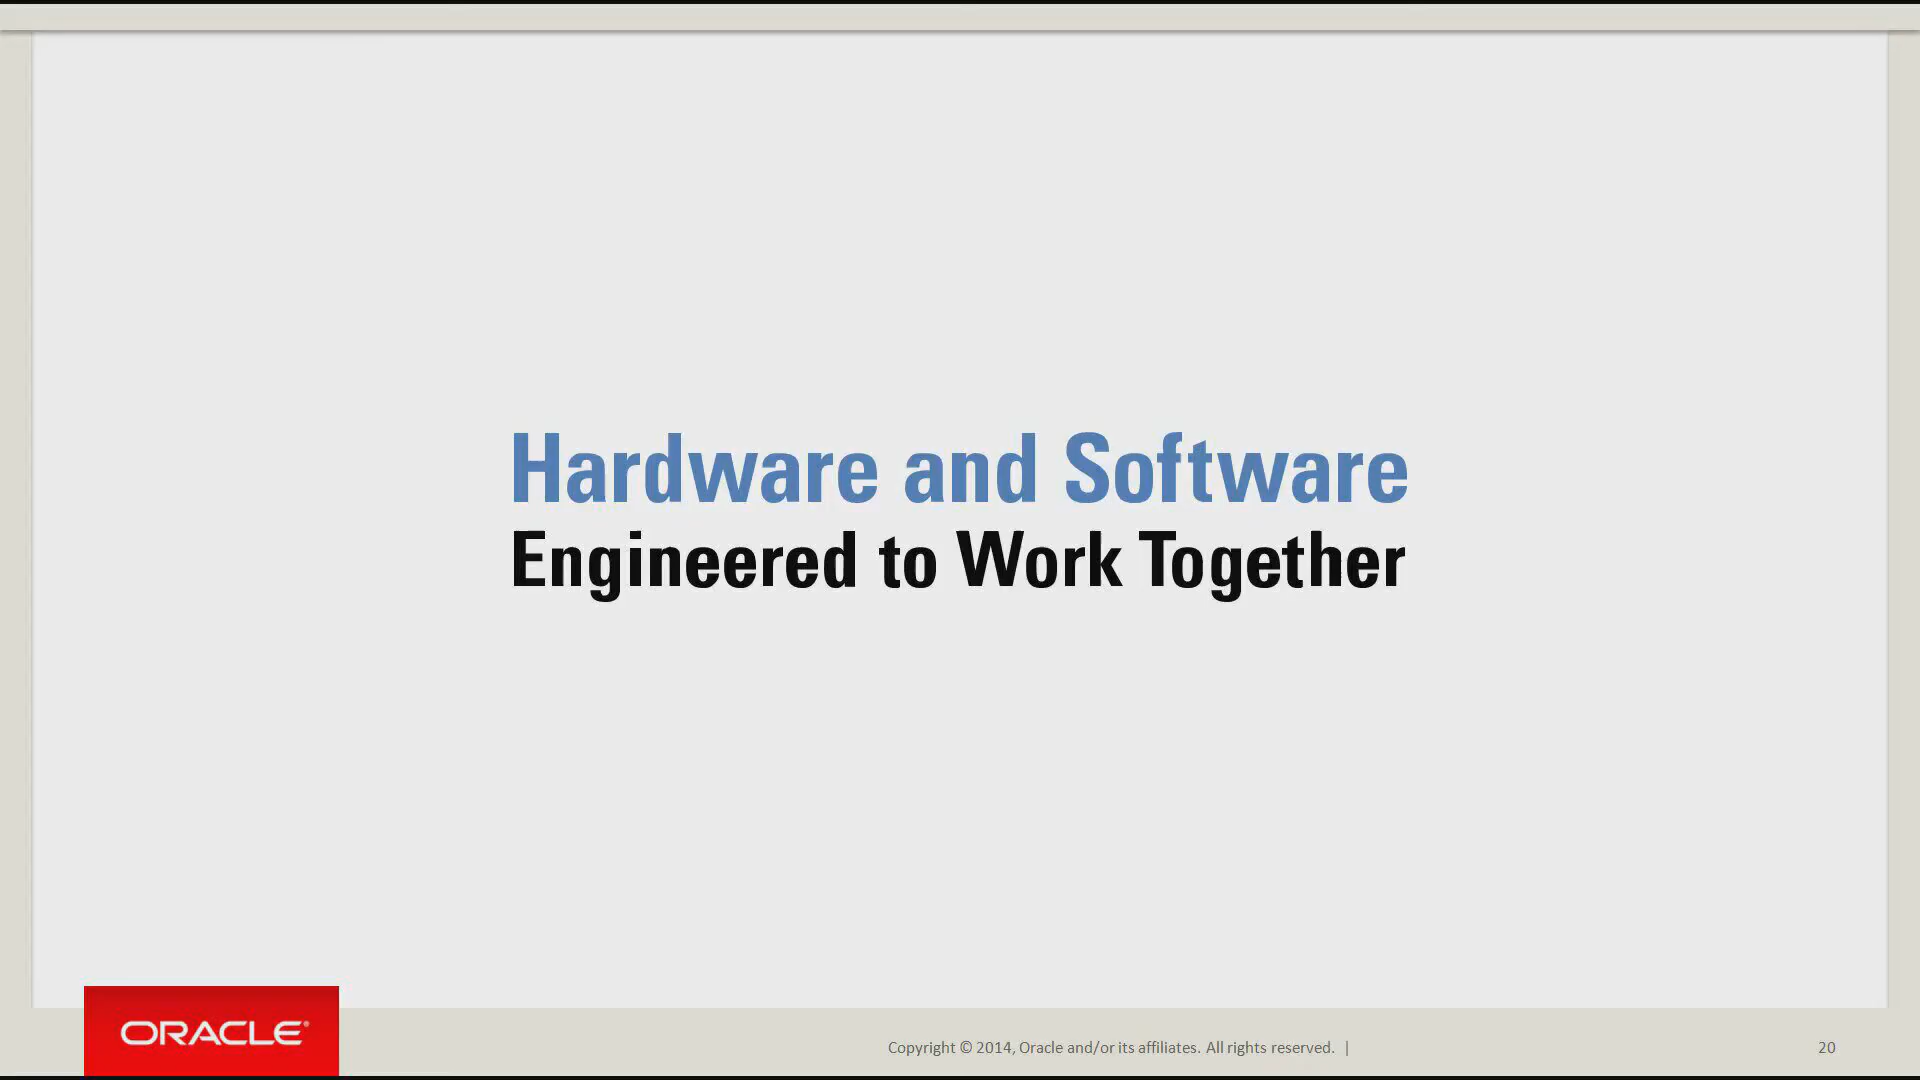 Hardware and Software
Engineered to Work Together
ORACLE®
Copyright © 2014, Oracle and/or its affiliates. All rights reserved. |
20